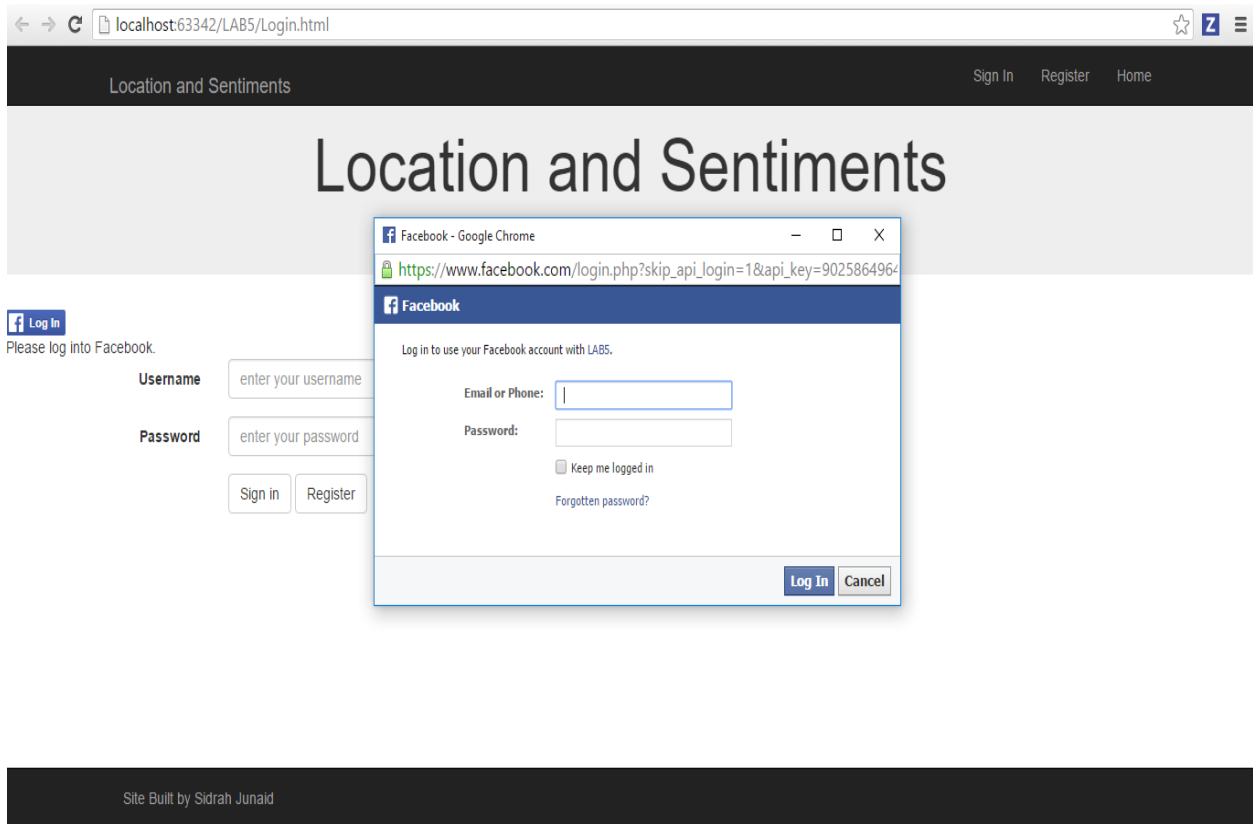 localhost:63342/LAB5/Login.html
Z
Location and Sentiments
Sign In Register Home
Location and Sentiments
Facebook - Google Chrome
https://www.facebook.com/login.php?skip_api_login=1&api_key=9025864964
f Facebook
Log in to use your Facebook account with LAB5.
Email or Phone:
Password:
Keep me logged in
Forgotten password?
Log In Cancel
f Log In
Please log into Facebook.
Username enter your username
Password enter your password
Sign in Register
Site Built by Sidrah Junaid